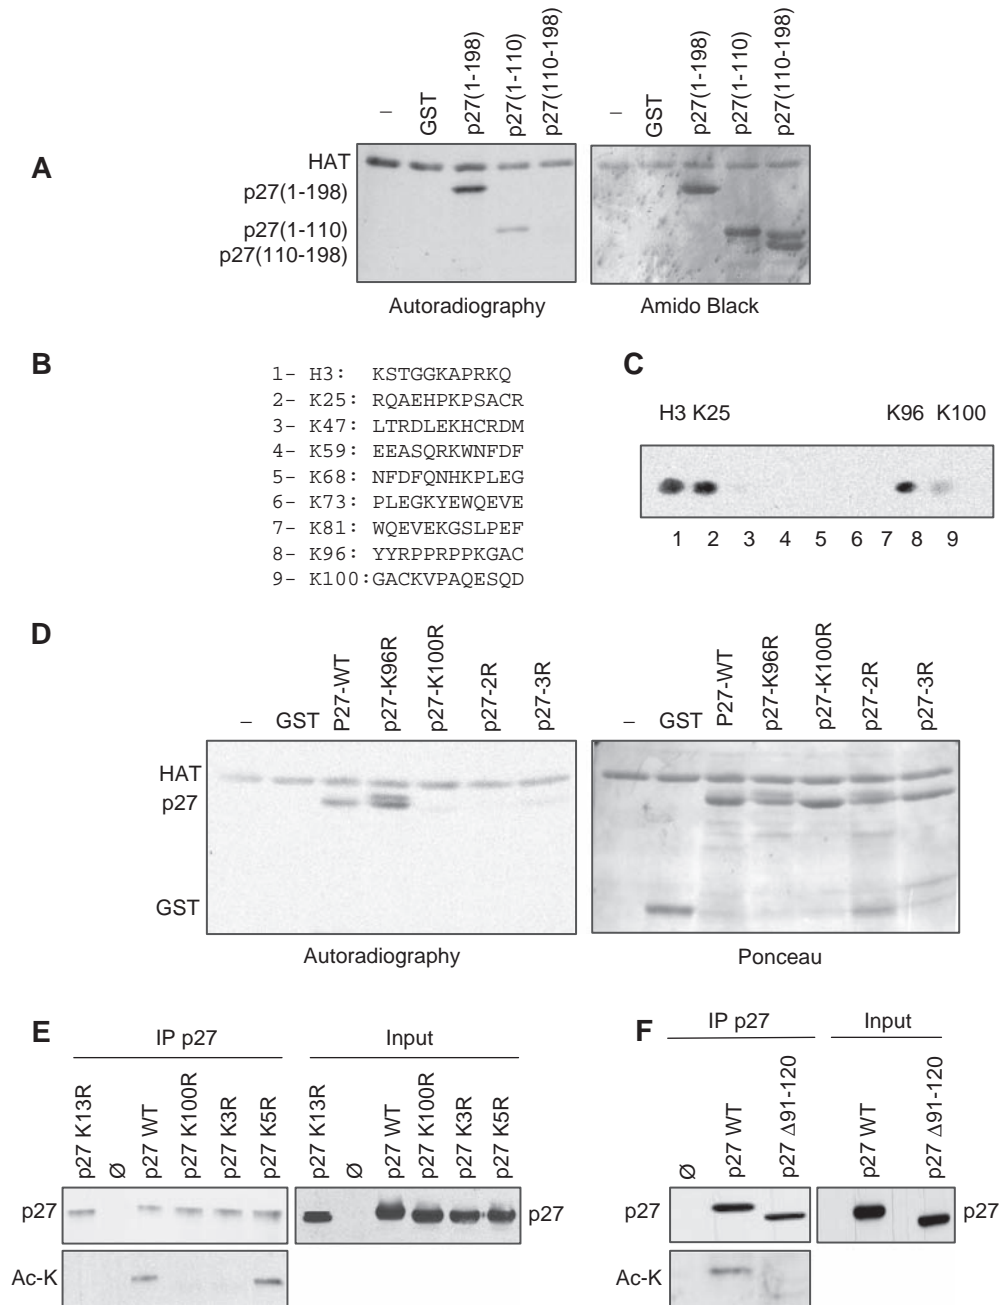 A
– GST p27(1-198) p27(1-110) p27(110-198)
– GST p27(1-198) p27(1-110) p27(110-198)
HAT
p27(1-198)
p27(1-110)
p27(110-198)
Autoradiography
Amido Black
B
1- H3: KSTGGKAPRKQ
2- K25: RQAEHPKPSACR
3- K47: LTRDLEKHCRDM
4- K59: EEASQRKWNFDF
5- K68: NFDFQNHKPLEG
6- K73: PLEGKYEWQEVE
7- K81: WQEVEKGSLPEF
8- K96: YYRPPRPPKGAC
9- K100:GACKVPAQESQD
C
H3 K25 K96 K100
1 2 3 4 5 6 7 8 9
D
– GST P27-WT p27-K96R p27-K100R p27-2R p27-3R
– GST P27-WT p27-K96R p27-K100R p27-2R p27-3R
HAT
p27
GST
Autoradiography
Ponceau
E
IP p27
Input
p27 K13R Ø p27 WT p27 K100R p27 K3R p27 K5R
p27 K13R Ø p27 WT p27 K100R p27 K3R p27 K5R
p27
p27
Ac-K
F
IP p27
Input
Ø p27 WT p27 Δ91-120
p27 WT p27 Δ91-120
p27
p27
Ac-K